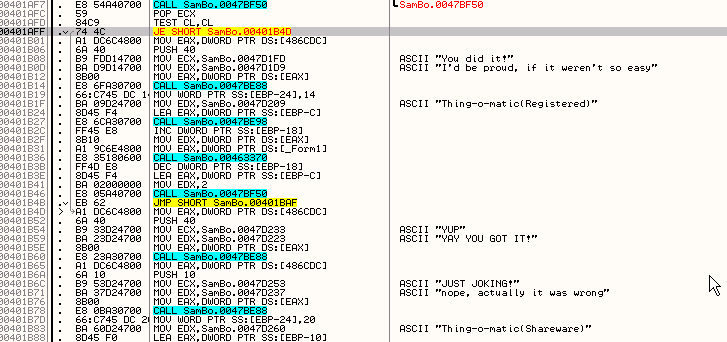 00401AF7 . E8 54A40700 CALL SamBo.0047BF50 SamBo.0047BF50
00401AFC . 59 POP ECX
00401AFD . 84C9 TEST CL,CL
00401AFF . 74 4C JE SHORT SamBo.00401B4D
00401B01 . A1 DC6C4800 MOV EAX,DWORD PTR DS:[486CDC]
00401B06 . 6A 40 PUSH 40
00401B08 . B9 FDD14700 MOV ECX,SamBo.0047D1FD ASCII "You did it!"
00401B0D . BA D9D14700 MOV EDX,SamBo.0047D1D9 ASCII "I'd be proud, if it weren't so easy"
00401B12 . 8B00 MOV EAX,DWORD PTR DS:[EAX]
00401B14 . E8 6FA30700 CALL SamBo.0047BE88
00401B19 . 66:C745 DC 14 MOV WORD PTR SS:[EBP-24],14
00401B1F . BA 09D24700 MOV EDX,SamBo.0047D209 ASCII "Thing-o-matic(Registered)"
00401B24 . 8D45 F4 LEA EAX,DWORD PTR SS:[EBP-C]
00401B27 . E8 6CA30700 CALL SamBo.0047BE98
00401B2C . FF45 E8 INC DWORD PTR SS:[EBP-18]
00401B2F . 8B10 MOV EDX,DWORD PTR DS:[EAX]
00401B31 . A1 9C6E4800 MOV EAX,DWORD PTR DS:[_Form1]
00401B36 . E8 35180600 CALL SamBo.00463370
00401B3B . FF4D E8 DEC DWORD PTR SS:[EBP-18]
00401B3E . 8D45 F4 LEA EAX,DWORD PTR SS:[EBP-C]
00401B41 . BA 02000000 MOV EDX,2
00401B46 . E8 05A40700 CALL SamBo.0047BF50
00401B4B . EB 62 JMP SHORT SamBo.00401BAF
00401B4D > A1 DC6C4800 MOV EAX,DWORD PTR DS:[486CDC]
00401B52 . 6A 40 PUSH 40
00401B54 . B9 33D24700 MOV ECX,SamBo.0047D233 ASCII "YUP"
00401B59 . BA 23D24700 MOV EDX,SamBo.0047D223 ASCII "YAY YOU GOT IT!"
00401B5E . 8B00 MOV EAX,DWORD PTR DS:[EAX]
00401B60 . E8 23A30700 CALL SamBo.0047BE88
00401B65 . A1 DC6C4800 MOV EAX,DWORD PTR DS:[486CDC]
00401B6A . 6A 10 PUSH 10
00401B6C . B9 53D24700 MOV ECX,SamBo.0047D253 ASCII "JUST JOKING!"
00401B71 . BA 37D24700 MOV EDX,SamBo.0047D237 ASCII "nope, actually it was wrong"
00401B76 . 8B00 MOV EAX,DWORD PTR DS:[EAX]
00401B78 . E8 0BA30700 CALL SamBo.0047BE88
00401B7D . 66:C745 DC 20 MOV WORD PTR SS:[EBP-24],20
00401B83 . BA 60D24700 MOV EDX,SamBo.0047D260 ASCII "Thing-o-matic(Shareware)"
00401B88 . 8D45 F0 LEA EAX,DWORD PTR SS:[EBP-10]